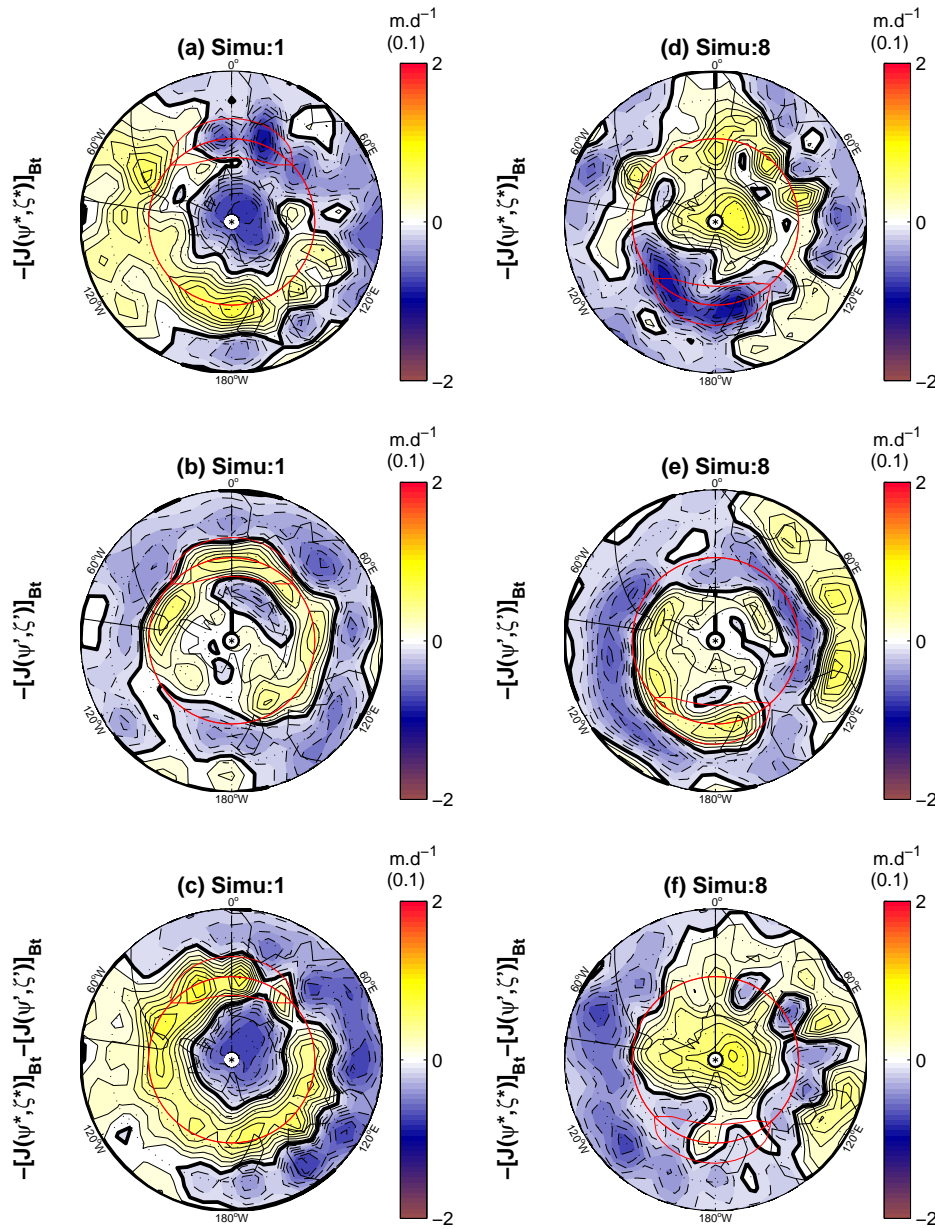 (a) Simu:1
m.d⁻¹
(0.1)
−[J(ψ*,ζ*)]Bt
0°
60°W
60°E
120°W
120°E
180°W
2
0
−2
(d) Simu:8
m.d⁻¹
(0.1)
−[J(ψ*,ζ*)]Bt
0°
60°W
60°E
120°W
120°E
180°W
2
0
−2
(b) Simu:1
m.d⁻¹
(0.1)
−[J(ψ',ζ')]Bt
0°
60°W
60°E
120°W
120°E
180°W
2
0
−2
(e) Simu:8
m.d⁻¹
(0.1)
−[J(ψ',ζ')]Bt
0°
60°W
60°E
120°W
120°E
180°W
2
0
−2
(c) Simu:1
m.d⁻¹
(0.1)
−[J(ψ*,ζ*)]Bt−[J(ψ',ζ')]Bt
0°
60°W
60°E
120°W
120°E
180°W
2
0
−2
(f) Simu:8
m.d⁻¹
(0.1)
−[J(ψ*,ζ*)]Bt−[J(ψ',ζ')]Bt
0°
60°W
60°E
120°W
120°E
180°W
2
0
−2